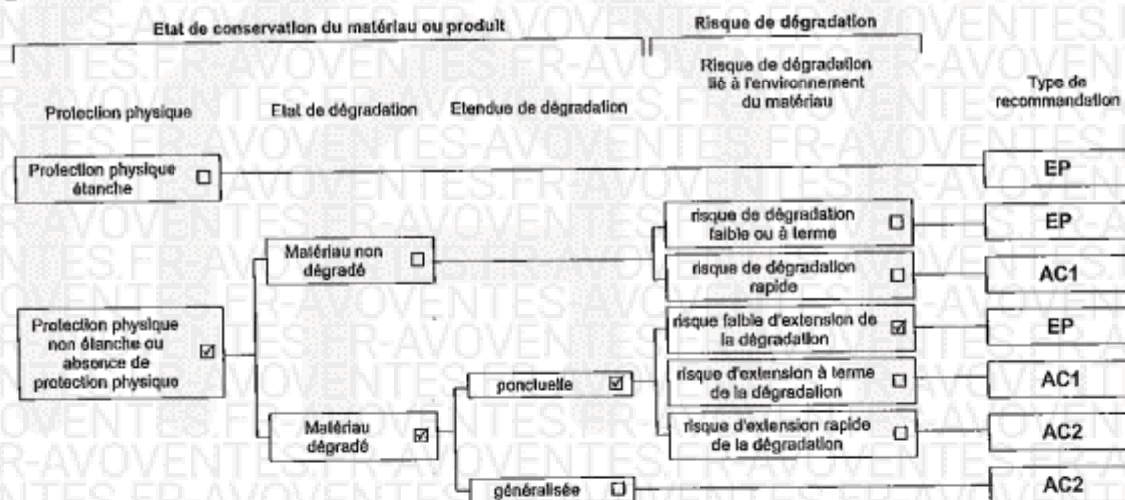 Etat de conservation du matériau ou produit
Risque de dégradation
Protection physique
Etat de dégradation
Etendue de dégradation
Risque de dégradation
lié à l'environnement
du matériau
Type de
recommandation
Protection physique
étanche ☐
EP
Matériau non
dégradé ☐
risque de dégradation
faible ou à terme ☐
EP
risque de dégradation
rapide ☐
AC1
Protection physique
non étanche ou
absence de
protection physique ☑
risque faible d'extension de
la dégradation ☑
EP
ponctuelle ☑
risque d'extension à terme
de la dégradation ☐
AC1
Matériau
dégradé ☑
risque d'extension rapide
de la dégradation ☐
AC2
généralisée ☐
AC2